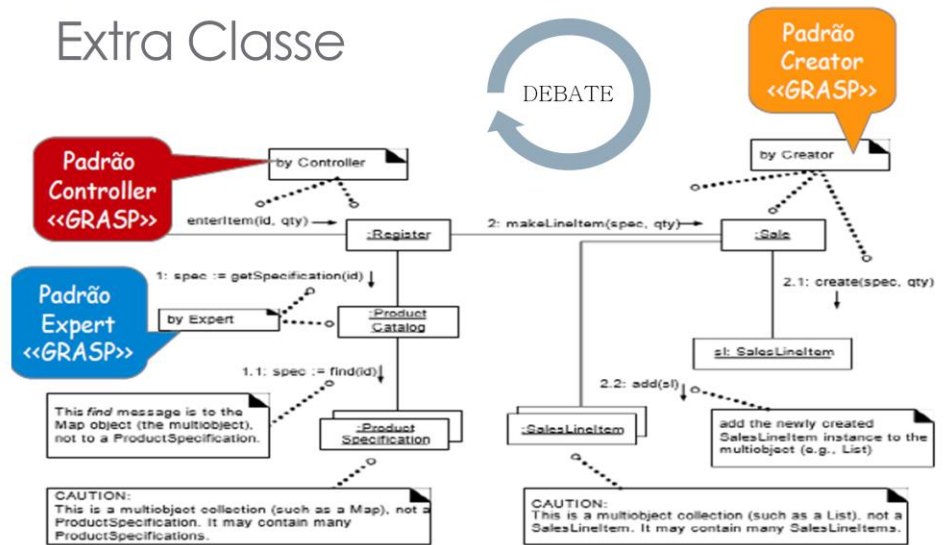 Extra Classe
DEBATE
Padrão
Creator
<<GRASP>>
by Creator
Padrão
Controller
<<GRASP>>
by Controller
enterItem(id, qty)
:Register
2: makeLineItem(spec, qty)
:Sale
1: spec := getSpecification(id)
2.1: create(spec, qty)
Padrão
Expert
<<GRASP>>
by Expert
:Product
Catalog
sl: SalesLineItem
1.1: spec := find(id)
2.2: add(sl)
This find message is to the
Map object (the multiobject),
not to a ProductSpecification.
:Product
Specification
:SalesLineItem
add the newly created
SalesLineItem instance to the
multiobject (e.g., List)
CAUTION:
This is a multiobject collection (such as a Map), not a
ProductSpecification. It may contain many
ProductSpecifications.
CAUTION:
This is a multiobject collection (such as a List), not a
SalesLineItem. It may contain many SalesLineItems.